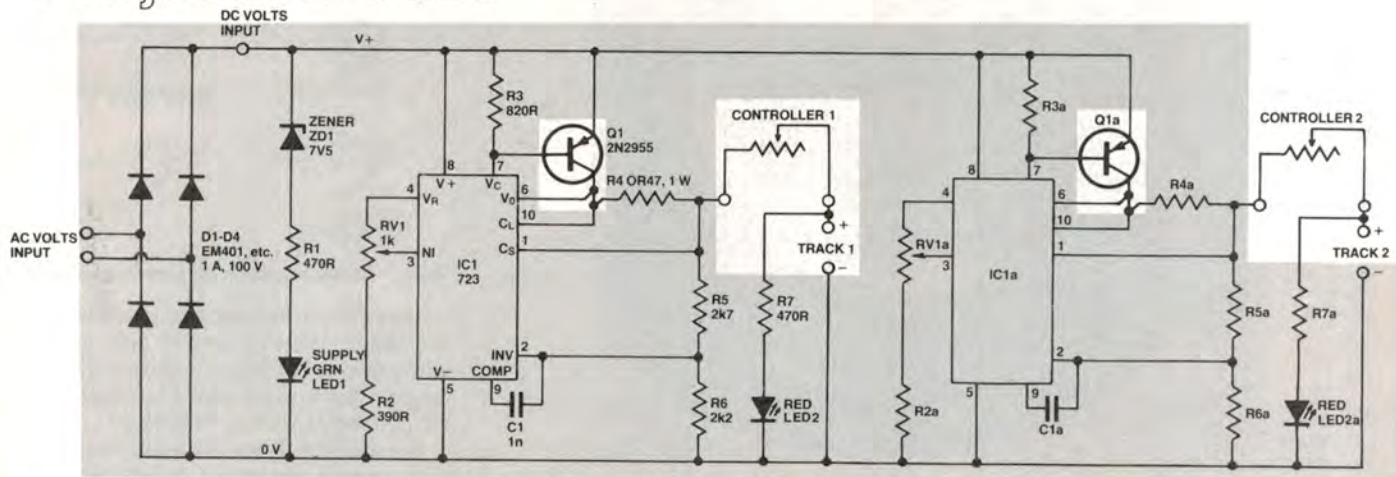 DC VOLTS
INPUT
V+
AC VOLTS
INPUT
D1-D4
EM401, etc.
1 A, 100 V
ZENER
ZD1
7V5
R1
470R
SUPPLY
GRN
LED1
0 V
RV1
1k
R2
390R
4
VR
NI
3
8
V+
7
VC
R3
820R
Q1
2N2955
6
VO
10
CL
1
CS
IC1
723
INV
2
COMP
9
V–
5
C1
1n
R4 OR47, 1 W
R5
2k7
R6
2k2
CONTROLLER 1
+
TRACK 1
–
R7
470R
RED
LED2
R3a
Q1a
8
7
4
RV1a
3
R2a
IC1a
6
10
1
2
9
5
C1a
R4a
R5a
R6a
CONTROLLER 2
+
TRACK 2
–
R7a
RED
LED2a